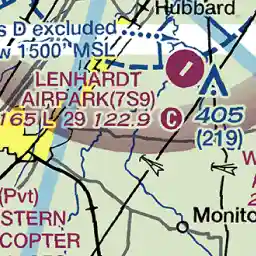 Hubbard
s D excluded
w 1500' MSL
LENHARDT
AIRPARK (7S9)
165 L 29 122.9 C
405
(219)
W
(Pvt)
STERN
COPTER
Monito